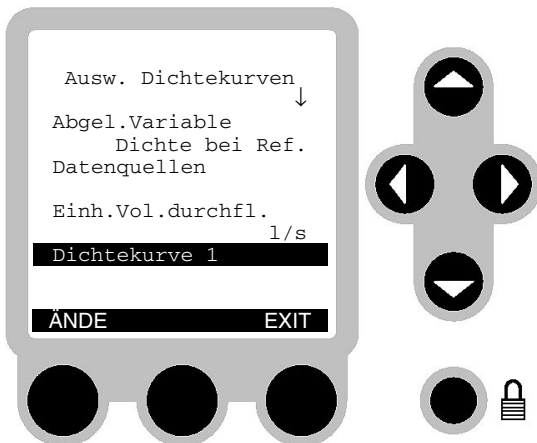 Ausw. Dichtekurven
↓
Abgel.Variable
Dichte bei Ref.
Datenquellen
Einh.Vol.durchfl.
l/s
Dichtekurve 1
ÄNDE EXIT